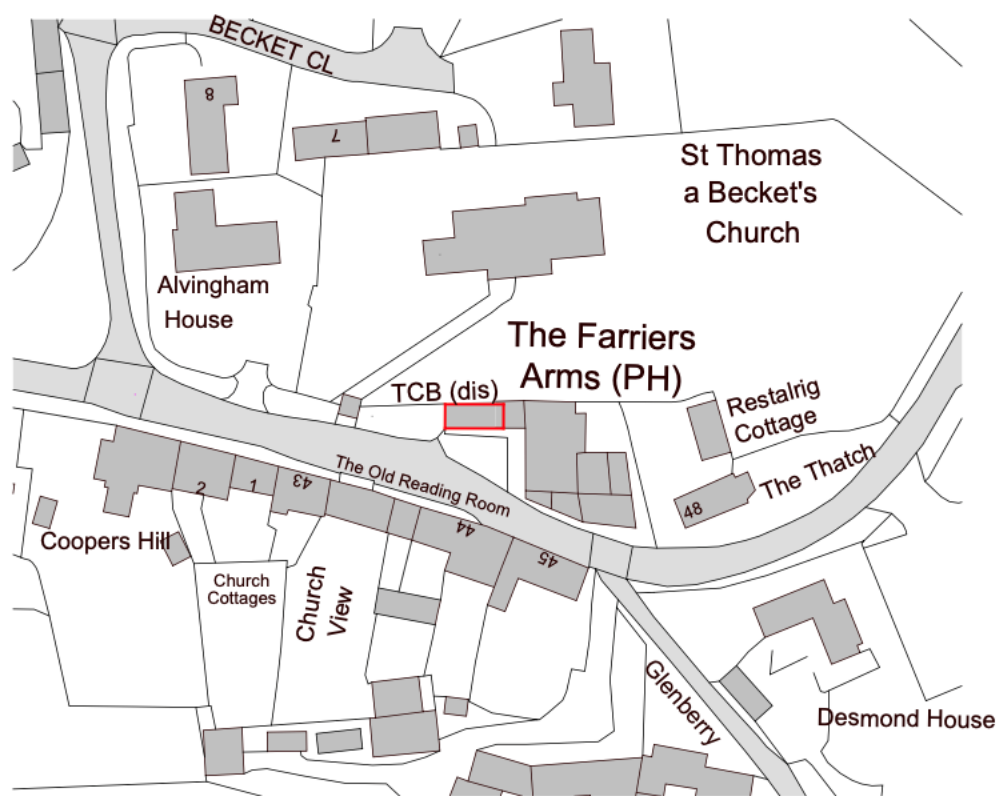 BECKET CL
8
7
St Thomas
a Becket's
Church
Alvingham
House
The Farriers
Arms (PH)
TCB (dis)
Restalrig
Cottage
The Thatch
48
The Old Reading Room
2
1
43
44
45
Coopers Hill
Church
Cottages
Church
View
Glenberry
Desmond House